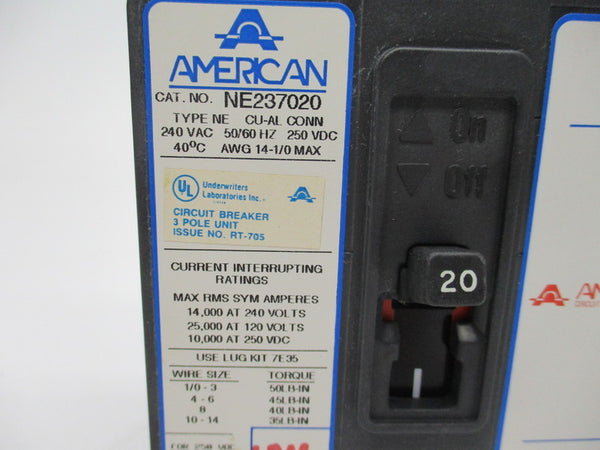 AMERICAN
CAT. NO. NE237020
TYPE NE CU-AL CONN
240 VAC 50/60 HZ 250 VDC
40°C AWG 14-1/0 MAX
UL
Underwriters
Laboratories Inc.
CIRCUIT BREAKER
3 POLE UNIT
ISSUE NO. RT-705
CURRENT INTERRUPTING
RATINGS
MAX RMS SYM AMPERES
14,000 AT 240 VOLTS
25,000 AT 120 VOLTS
10,000 AT 250 VDC
USE LUG KIT 7E35
WIRE SIZE TORQUE
1/0 - 3 50LB-IN
4 - 6 45LB-IN
8 40LB-IN
10 - 14 35LB-IN
FOR 250 VDC
On
Off
20